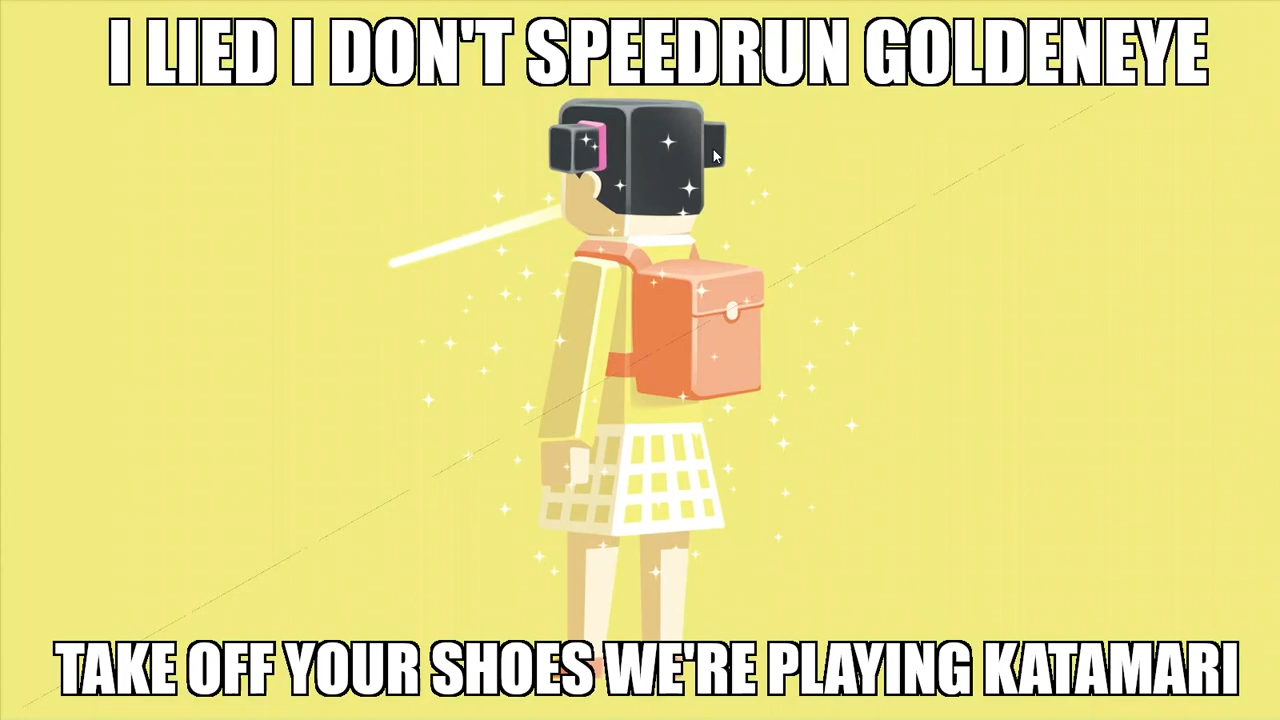 I LIED I DON'T SPEEDRUN GOLDENEYE
TAKE OFF YOUR SHOES WE'RE PLAYING KATAMARI